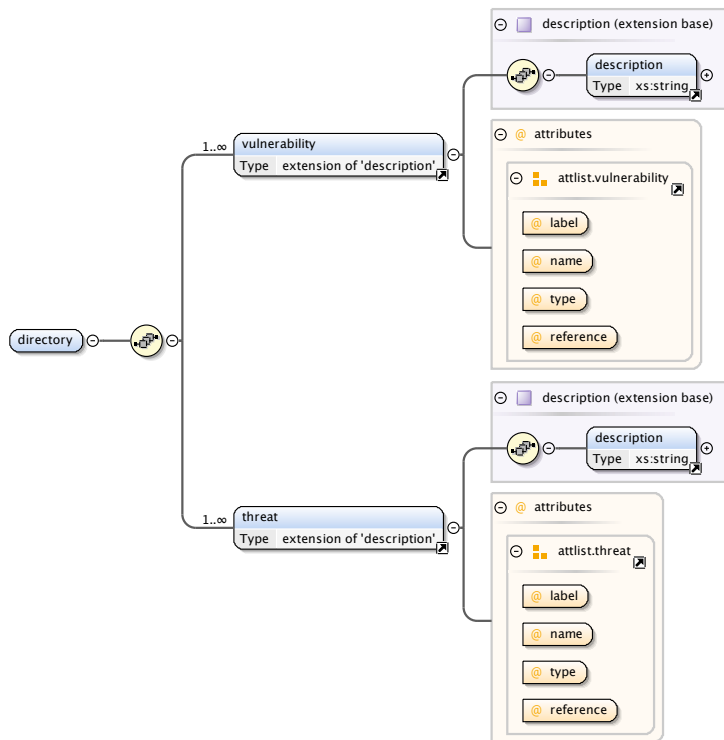 description (extension base)
description
Type xs:string
@ attributes
1..∞
vulnerability
Type extension of 'description'
attlist.vulnerability
@ label
@ name
@ type
@ reference
directory
description (extension base)
description
Type xs:string
@ attributes
1..∞
threat
Type extension of 'description'
attlist.threat
@ label
@ name
@ type
@ reference